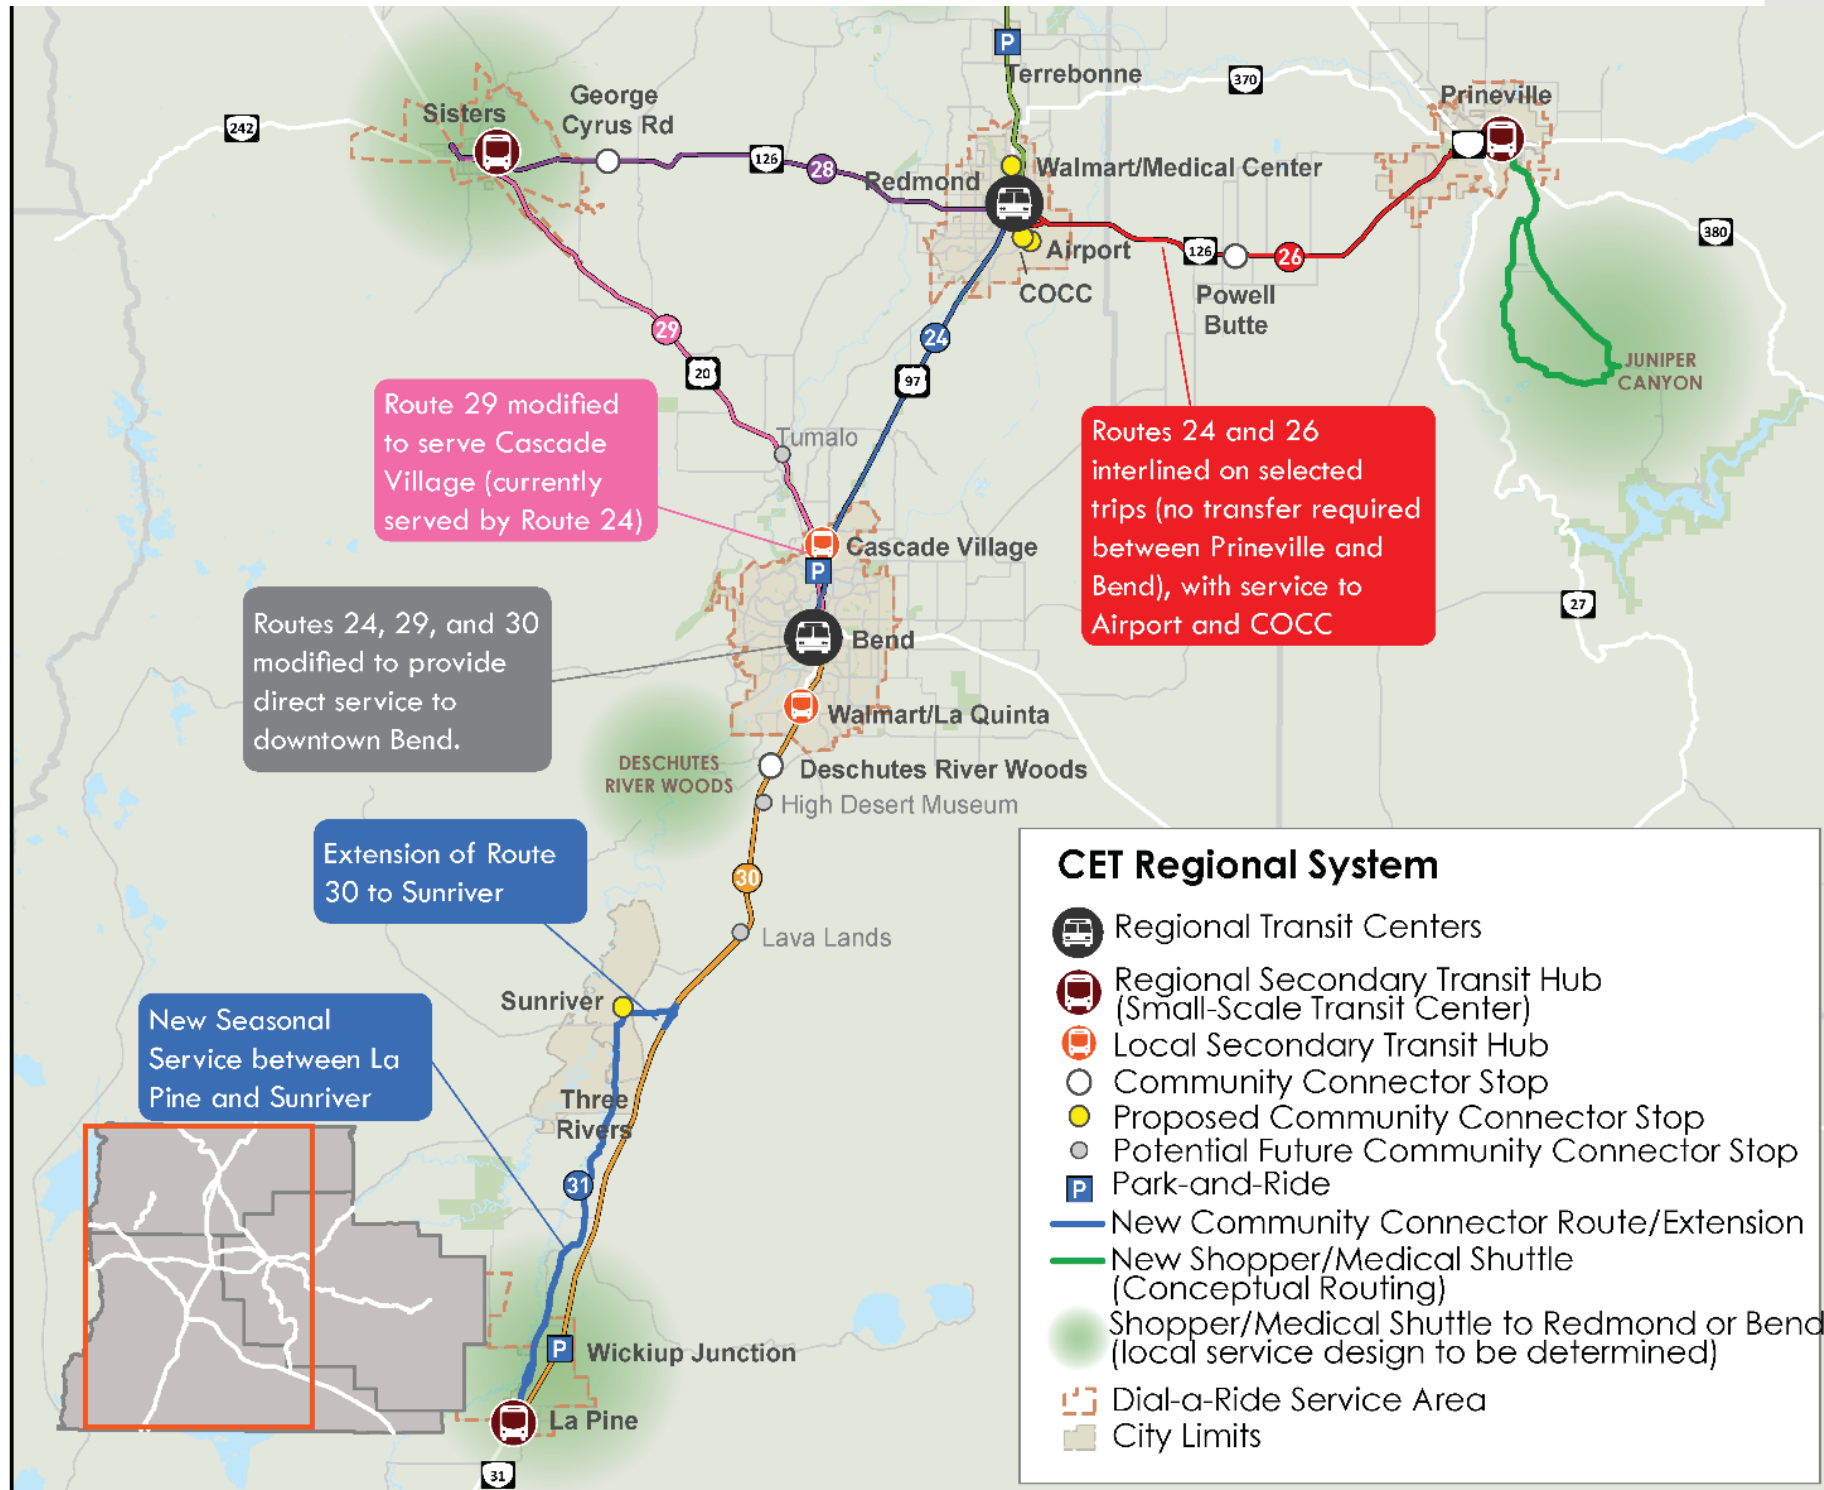 P
Terrebonne
370
Prineville
George
Cyrus Rd
Sisters
242
126
28
Redmond
Walmart/Medical Center
Airport
COCC
126
26
Powell
Butte
380
29
20
24
97
JUNIPER
CANYON
Route 29 modified
to serve Cascade
Village (currently
served by Route 24)
Tumalo
Routes 24 and 26
interlined on selected
trips (no transfer required
between Prineville and
Bend), with service to
Airport and COCC
Cascade Village
P
27
Routes 24, 29, and 30
modified to provide
direct service to
downtown Bend.
Bend
Walmart/La Quinta
DESCHUTES
RIVER WOODS
Deschutes River Woods
High Desert Museum
Extension of Route
30 to Sunriver
30
Lava Lands
Sunriver
New Seasonal
Service between La
Pine and Sunriver
Three
Rivers
31
P
Wickiup Junction
La Pine
31
CET Regional System
Regional Transit Centers
Regional Secondary Transit Hub
(Small-Scale Transit Center)
Local Secondary Transit Hub
Community Connector Stop
Proposed Community Connector Stop
Potential Future Community Connector Stop
P Park-and-Ride
New Community Connector Route/Extension
New Shopper/Medical Shuttle
(Conceptual Routing)
Shopper/Medical Shuttle to Redmond or Bend
(local service design to be determined)
Dial-a-Ride Service Area
City Limits